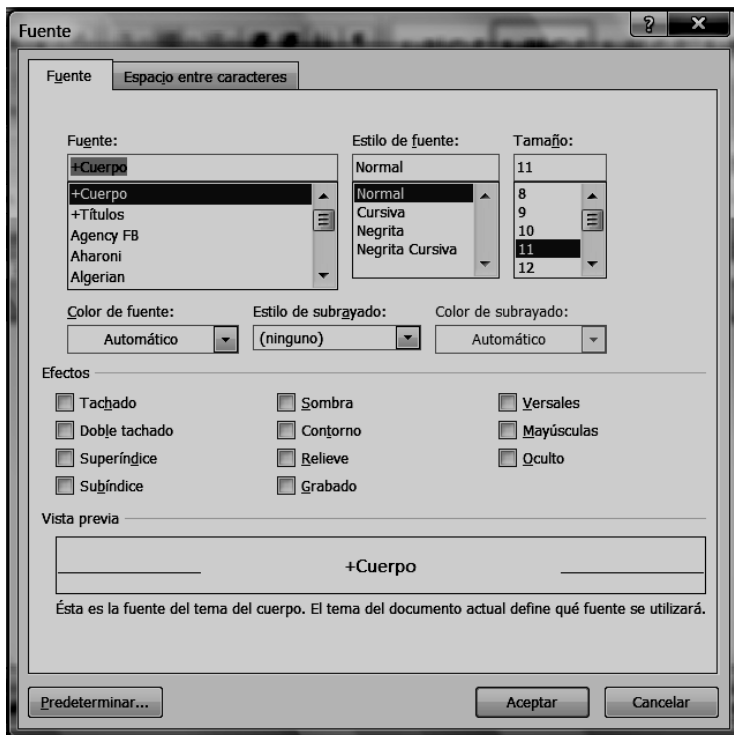 Fuente
Fuente
Espacio entre caracteres
Fuente:
Estilo de fuente:
Tamaño:
+Cuerpo
Normal
11
+Cuerpo
+Títulos
Agency FB
Aharoni
Algerian
Normal
Cursiva
Negrita
Negrita Cursiva
8
9
10
11
12
Color de fuente:
Estilo de subrayado:
Color de subrayado:
Automático
(ninguno)
Automático
Efectos
Tachado
Sombra
Versales
Doble tachado
Contorno
Mayúsculas
Superíndice
Relieve
Oculto
Subíndice
Grabado
Vista previa
+Cuerpo
Ésta es la fuente del tema del cuerpo. El tema del documento actual define qué fuente se utilizará.
Predeterminar...
Aceptar
Cancelar